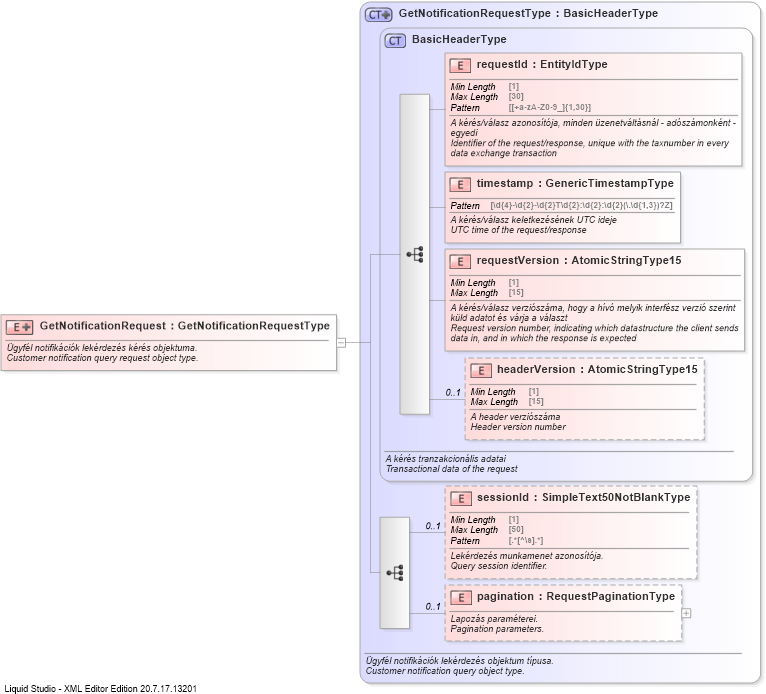 CT+ GetNotificationRequestType : BasicHeaderType
CT BasicHeaderType
E requestId : EntityIdType
Min Length [1]
Max Length [30]
Pattern [[+a-zA-Z0-9_]{1,30}]
A kérés/válasz azonosítója, minden üzenetváltásnál - adószámonként -
egyedi
Identifier of the request/response, unique with the taxnumber in every
data exchange transaction
E timestamp : GenericTimestampType
Pattern [\d{4}-\d{2}-\d{2}T\d{2}:\d{2}:\d{2}(\.\d{1,3})?Z]
A kérés/válasz keletkezésének UTC ideje
UTC time of the request/response
E requestVersion : AtomicStringType15
Min Length [1]
Max Length [15]
A kérés/válasz verziószáma, hogy a hívó melyik interfész verzió szerint
küld adatot és várja a választ
Request version number, indicating which datastructure the client sends
data in, and in which the response is expected
E+ GetNotificationRequest : GetNotificationRequestType
Ügyfél notifikációk lekérdezés kérés objektuma.
Customer notification query request object type.
0..1
E headerVersion : AtomicStringType15
Min Length [1]
Max Length [15]
A header verziószáma
Header version number
A kérés tranzakcionális adatai
Transactional data of the request
0..1
E sessionId : SimpleText50NotBlankType
Min Length [1]
Max Length [50]
Pattern [.*[^\s].*]
Lekérdezés munkamenet azonosítója.
Query session identifier.
0..1
E pagination : RequestPaginationType
Lapozás paraméterei.
Pagination parameters.
Ügyfél notifikációk lekérdezés objektum típusa.
Customer notification query object type.
Liquid Studio - XML Editor Edition 20.7.17.13201